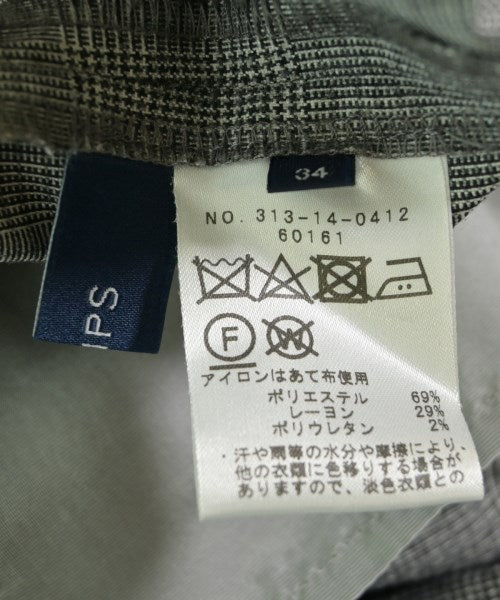 34
NO. 313-14-0412
60161
F
W
アイロンはあて布使用
ポリエステル 69%
レーヨン 29%
ポリウレタン 2%
・汗や雨等の水分や摩擦により、
他の衣類に色移りする場合が
ありますので、淡色衣類との
IPS